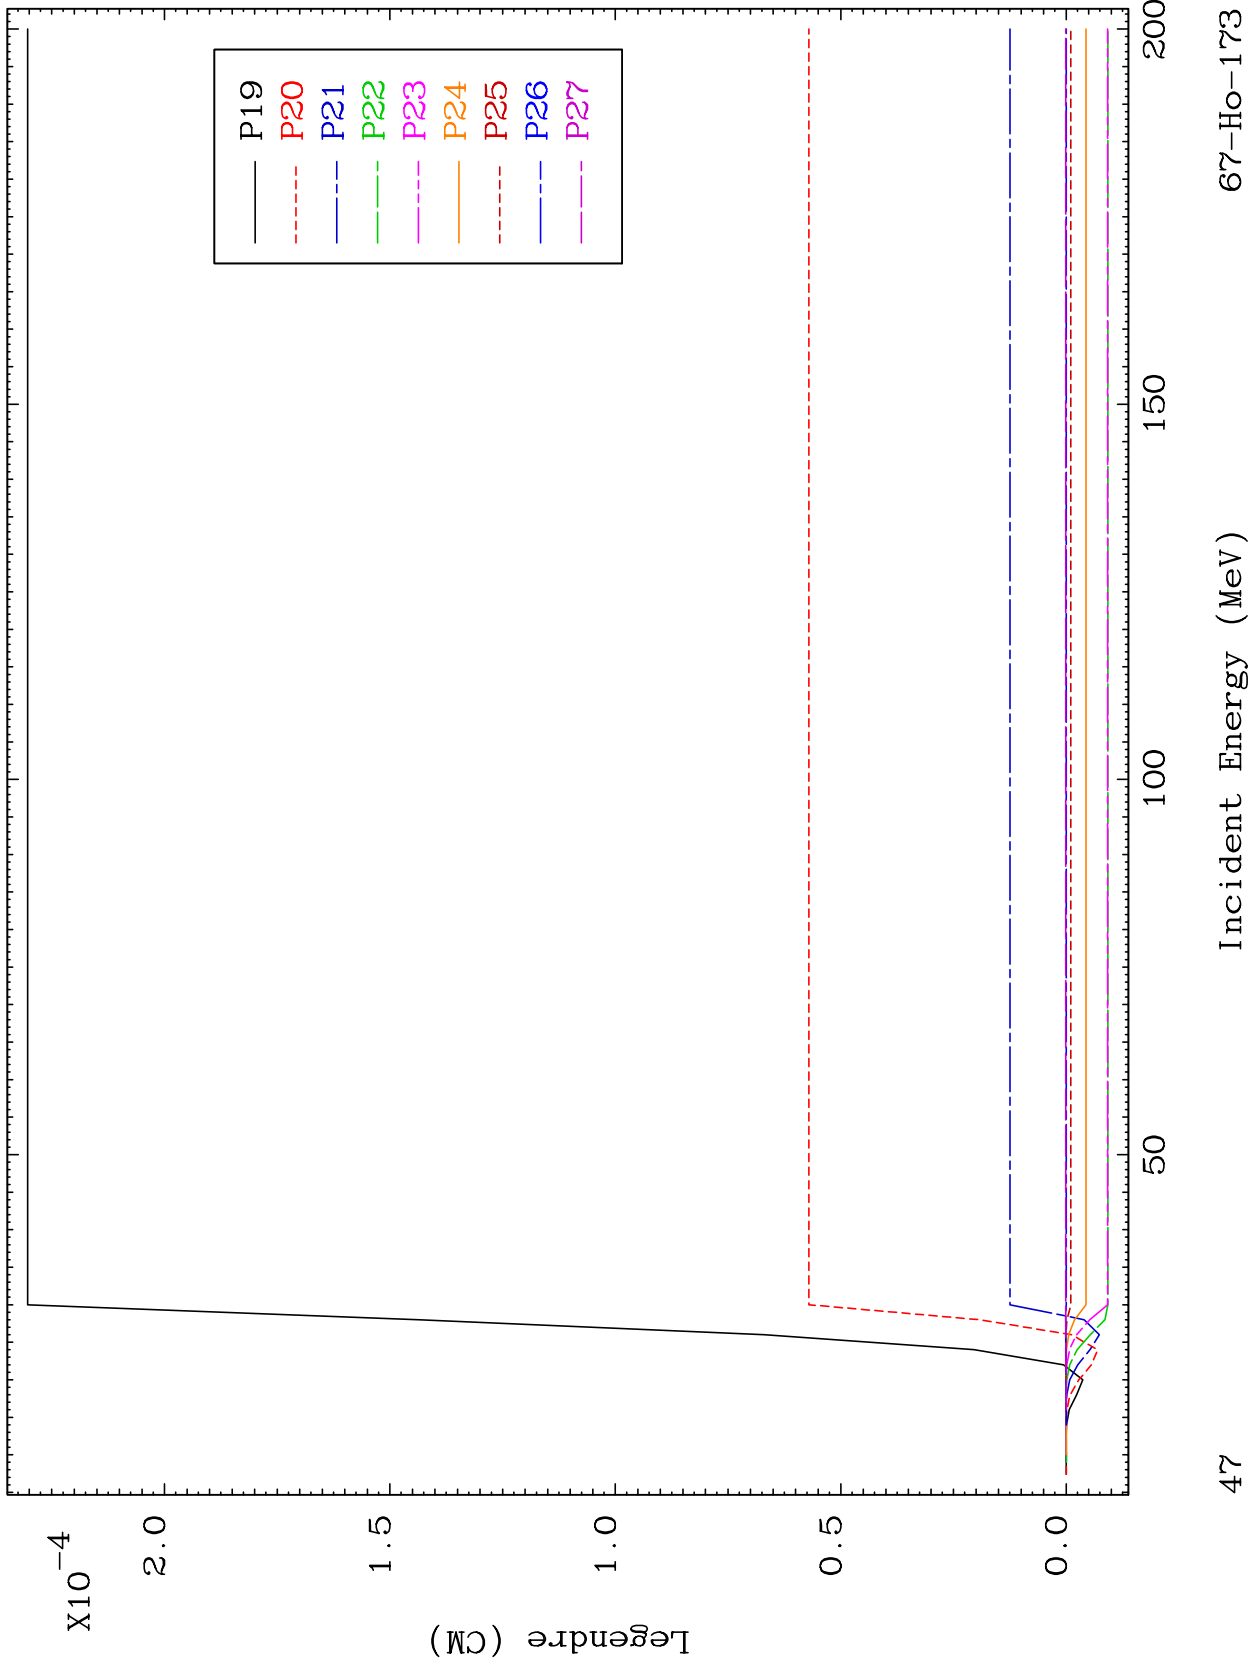 X10-4
2.0
1.5
1.0
0.5
0.0
Legendre (CM)
P19
P20
P21
P22
P23
P24
P25
P26
P27
50
100
150
200
Incident Energy (MeV)
47
67-Ho-173